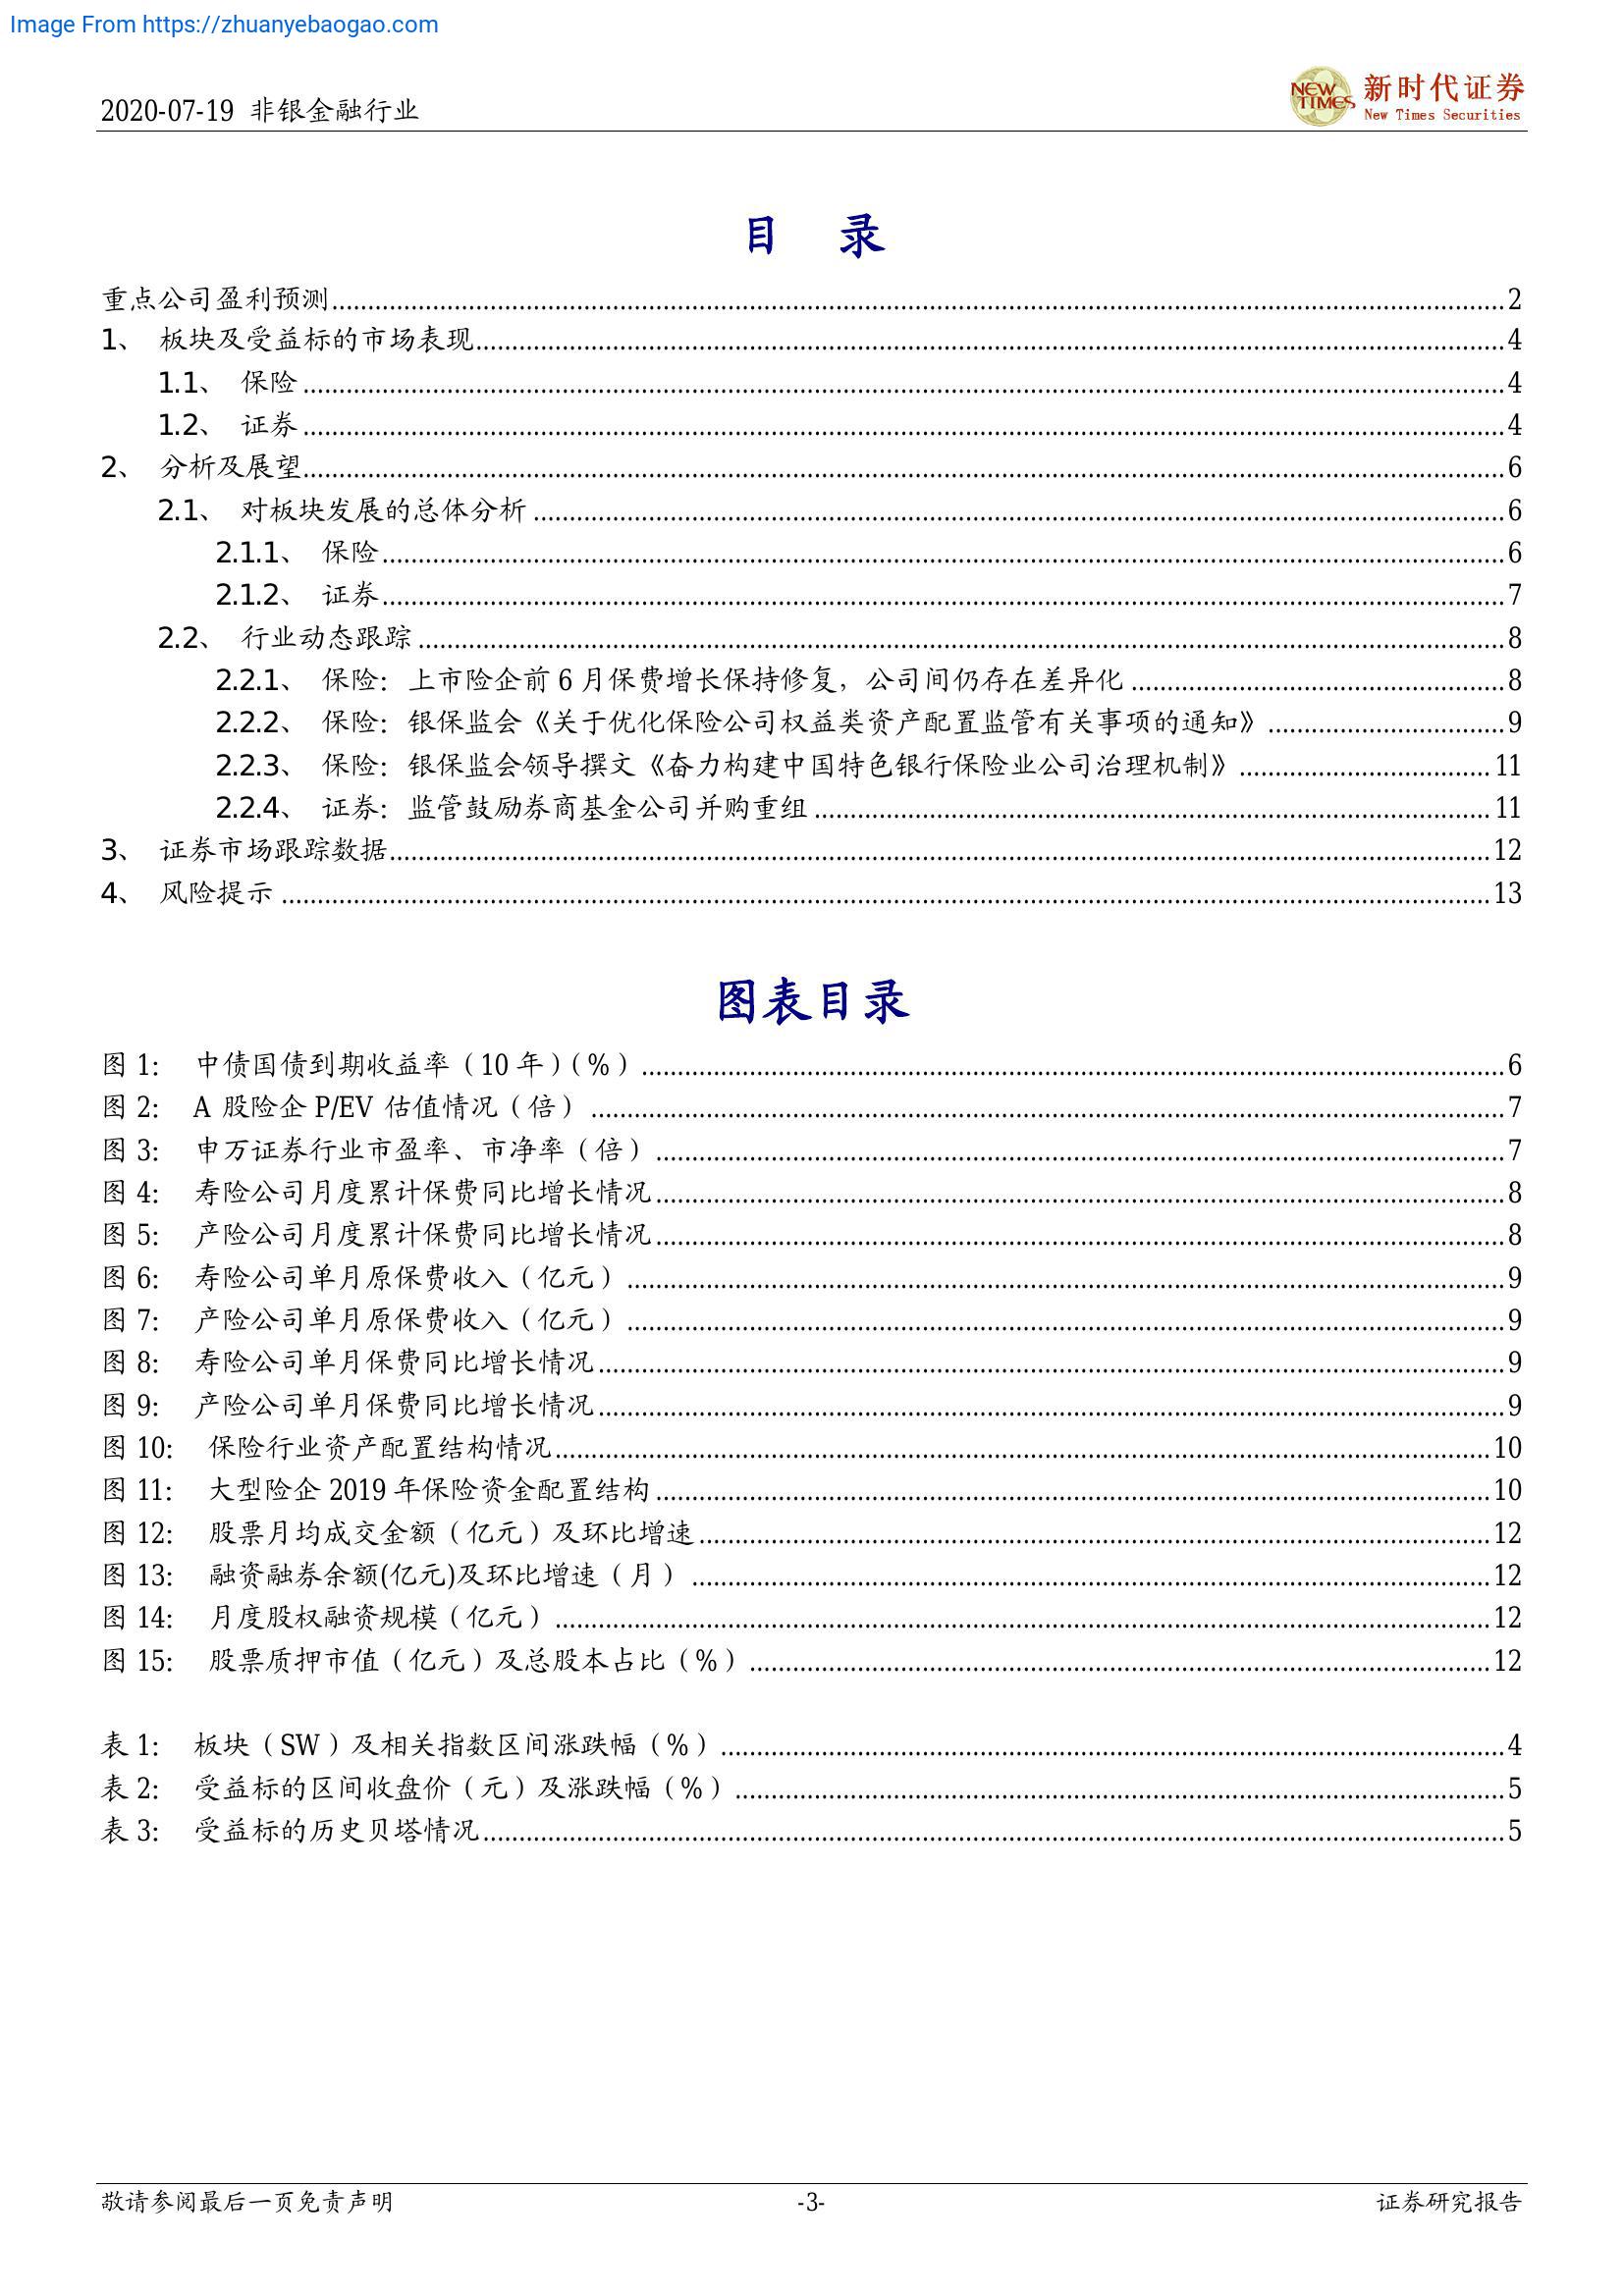 Image From https://zhuanyebaogao.com
2020-07-19 非银金融行业
NEW TIMES
新时代证券
New Times Securities
目 录
重点公司盈利预测 2
1、 板块及受益标的市场表现 4
1.1、 保险 4
1.2、 证券 4
2、 分析及展望 6
2.1、 对板块发展的总体分析 6
2.1.1、 保险 6
2.1.2、 证券 7
2.2、 行业动态跟踪 8
2.2.1、 保险：上市险企前 6 月保费增长保持修复，公司间仍存在差异化 8
2.2.2、 保险：银保监会《关于优化保险公司权益类资产配置监管有关事项的通知》 9
2.2.3、 保险：银保监会领导撰文《奋力构建中国特色银行保险业公司治理机制》 11
2.2.4、 证券：监管鼓励券商基金公司并购重组 11
3、 证券市场跟踪数据 12
4、 风险提示 13
图表目录
图 1： 中债国债到期收益率（10 年）（%） 6
图 2： A 股险企 P/EV 估值情况（倍） 7
图 3： 申万证券行业市盈率、市净率（倍） 7
图 4： 寿险公司月度累计保费同比增长情况 8
图 5： 产险公司月度累计保费同比增长情况 8
图 6： 寿险公司单月原保费收入（亿元） 9
图 7： 产险公司单月原保费收入（亿元） 9
图 8： 寿险公司单月保费同比增长情况 9
图 9： 产险公司单月保费同比增长情况 9
图 10： 保险行业资产配置结构情况 10
图 11： 大型险企 2019 年保险资金配置结构 10
图 12： 股票月均成交金额（亿元）及环比增速 12
图 13： 融资融券余额(亿元)及环比增速（月） 12
图 14： 月度股权融资规模（亿元） 12
图 15： 股票质押市值（亿元）及总股本占比（%） 12
表 1： 板块（SW）及相关指数区间涨跌幅（%） 4
表 2： 受益标的区间收盘价（元）及涨跌幅（%） 5
表 3： 受益标的历史贝塔情况 5
敬请参阅最后一页免责声明 -3- 证券研究报告